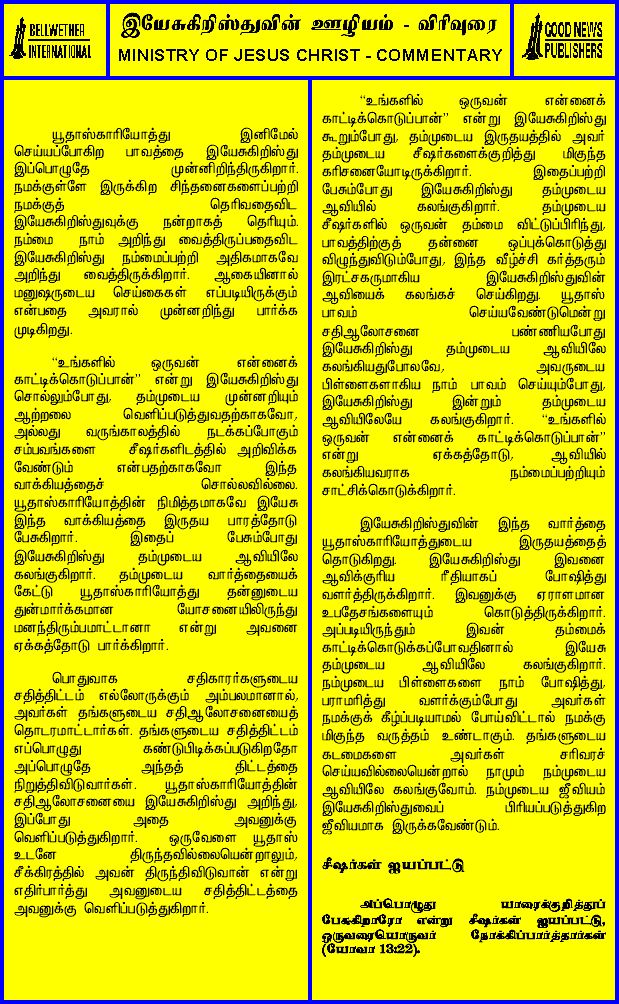 BELLWETHER
INTERNATIONAL
இயேசுகிறிஸ்துவின் ஊழியம் - விரிவுரை
MINISTRY OF JESUS CHRIST - COMMENTARY
GOOD NEWS
PUBLISHERS
யூதாஸ்காரியோத்து இனிமேல்
செய்யப்போகிற பாவத்தை இயேசுகிறிஸ்து
இப்பொழுதே முன்னறிந்திருகிறார்.
நமக்குள்ளே இருக்கிற சிந்தனைகளைப்பற்றி
நமக்குத் தெரிவதைவிட
இயேசுகிறிஸ்துவுக்கு நன்றாகத் தெரியும்.
நம்மை நாம் அறிந்து வைத்திருப்பதைவிட
இயேசுகிறிஸ்து நம்மைப்பற்றி அதிகமாகவே
அறிந்து வைத்திருக்கிறார். ஆகையினால்
மனுஷருடைய செய்கைகள் எப்படியிருக்கும்
என்பதை அவரால் முன்னறிந்து பார்க்க
முடிகிறது.
“உங்களில் ஒருவன் என்னைக்
காட்டிக்கொடுப்பான்” என்று இயேசுகிறிஸ்து
சொல்லும்போது, தம்முடைய முன்னறியும்
ஆற்றலை வெளிப்படுத்துவதற்காகவோ,
அல்லது வருங்காலத்தில் நடக்கப்போகும்
சம்பவங்களை சீஷர்களிடத்தில் அறிவிக்க
வேண்டும் என்பதற்காகவோ இந்த
வாக்கியத்தைச் சொல்லவில்லை.
யூதாஸ்காரியோத்தின் நிமித்தமாகவே இயேசு
இந்த வாக்கியத்தை இருதய பாரத்தோடு
பேசுகிறார். இதைப் பேசும்போது
இயேசுகிறிஸ்து தம்முடைய ஆவியிலே
கலங்குகிறார். தம்முடைய வார்த்தையைக்
கேட்டு யூதாஸ்காரியோத்து தன்னுடைய
துன்மார்க்கமான யோசனையிலிருந்து
மனந்திரும்பமாட்டானா என்று அவனை
ஏக்கத்தோடு பார்க்கிறார்.
பொதுவாக சதிகாரர்களுடைய
சதித்திட்டம் எல்லோருக்கும் அம்பலமானால்,
அவர்கள் தங்களுடைய சதிஆலோசனையைத்
தொடரமாட்டார்கள். தங்களுடைய சதித்திட்டம்
எப்பொழுது கண்டுபிடிக்கப்படுகிறதோ
அப்பொழுதே அந்தத் திட்டத்தை
நிறுத்திவிடுவார்கள். யூதாஸ்காரியோத்தின்
சதிஆலோசனையை இயேசுகிறிஸ்து அறிந்து,
இப்போது அதை அவனுக்கு
வெளிப்படுத்துகிறார். ஒருவேளை யூதாஸ்
உடனே திருந்தவில்லையென்றாலும்,
சீக்கிரத்தில் அவன் திருந்திவிடுவான் என்று
எதிர்பார்த்து அவனுடைய சதித்திட்டத்தை
அவனுக்கு வெளிப்படுத்துகிறார்.
“உங்களில் ஒருவன் என்னைக்
காட்டிக்கொடுப்பான்” என்று இயேசுகிறிஸ்து
கூறும்போது, தம்முடைய இருதயத்தில் அவர்
தம்முடைய சீஷர்களைக்குறித்து மிகுந்த
கரிசனையோடிருக்கிறார். இதைப்பற்றி
பேசும்போது இயேசுகிறிஸ்து தம்முடைய
ஆவியில் கலங்குகிறார். தம்முடைய
சீஷர்களில் ஒருவன் தம்மை விட்டுப்பிரிந்து,
பாவத்திற்குத் தன்னை ஒப்புக்கொடுத்து
விழுந்துவிடும்போது, இந்த வீழ்ச்சி கர்த்தரும்
இரட்சகருமாகிய இயேசுகிறிஸ்துவின்
ஆவியைக் கலங்கச் செய்கிறது. யூதாஸ்
பாவம் செய்யவேண்டுமென்று
சதிஆலோசனை பண்ணியபோது
இயேசுகிறிஸ்து தம்முடைய ஆவியிலே
கலங்கியதுபோலவே, அவருடைய
பிள்ளைகளாகிய நாம் பாவம் செய்யும்போது,
இயேசுகிறிஸ்து இன்றும் தம்முடைய
ஆவியிலேயே கலங்குகிறார். “உங்களில்
ஒருவன் என்னைக் காட்டிக்கொடுப்பான்”
என்று ஏக்கத்தோடு, ஆவியில்
கலங்கியவராக நம்மைப்பற்றியும்
சாட்சிக்கொடுக்கிறார்.
இயேசுகிறிஸ்துவின் இந்த வார்த்தை
யூதாஸ்காரியோத்துடைய இருதயத்தைத்
தொடுகிறது. இயேசுகிறிஸ்து இவனை
ஆவிக்குரிய ரீதியாகப் போஷித்து
வளர்த்திருக்கிறார். இவனுக்கு ஏராளமான
உபதேசங்களையும் கொடுத்திருக்கிறார்.
அப்படியிருந்தும் இவன் தம்மைக்
காட்டிக்கொடுக்கப்போவதினால் இயேசு
தம்முடைய ஆவியிலே கலங்குகிறார்.
நம்முடைய பிள்ளைகளை நாம் போஷித்து,
பராமரித்து வளர்க்கும்போது அவர்கள்
நமக்குக் கீழ்ப்படியாமல் போய்விட்டால் நமக்கு
மிகுந்த வருத்தம் உண்டாகும். தங்களுடைய
கடமைகளை அவர்கள் சரிவரச்
செய்யவில்லையென்றால் நாமும் நம்முடைய
ஆவியிலே கலங்குவோம். நம்முடைய ஜீவியம்
இயேசுகிறிஸ்துவைப் பிரியப்படுத்துகிற
ஜீவியமாக இருக்கவேண்டும்.
சீஷர்கள் ஐயப்பட்டு
அப்பொழுது யாரைக்குறித்துப்
பேசுகிறாரோ என்று சீஷர்கள் ஐயப்பட்டு,
ஒருவரையொருவர் நோக்கிப்பார்த்தார்கள்
(யோவா 13:22).